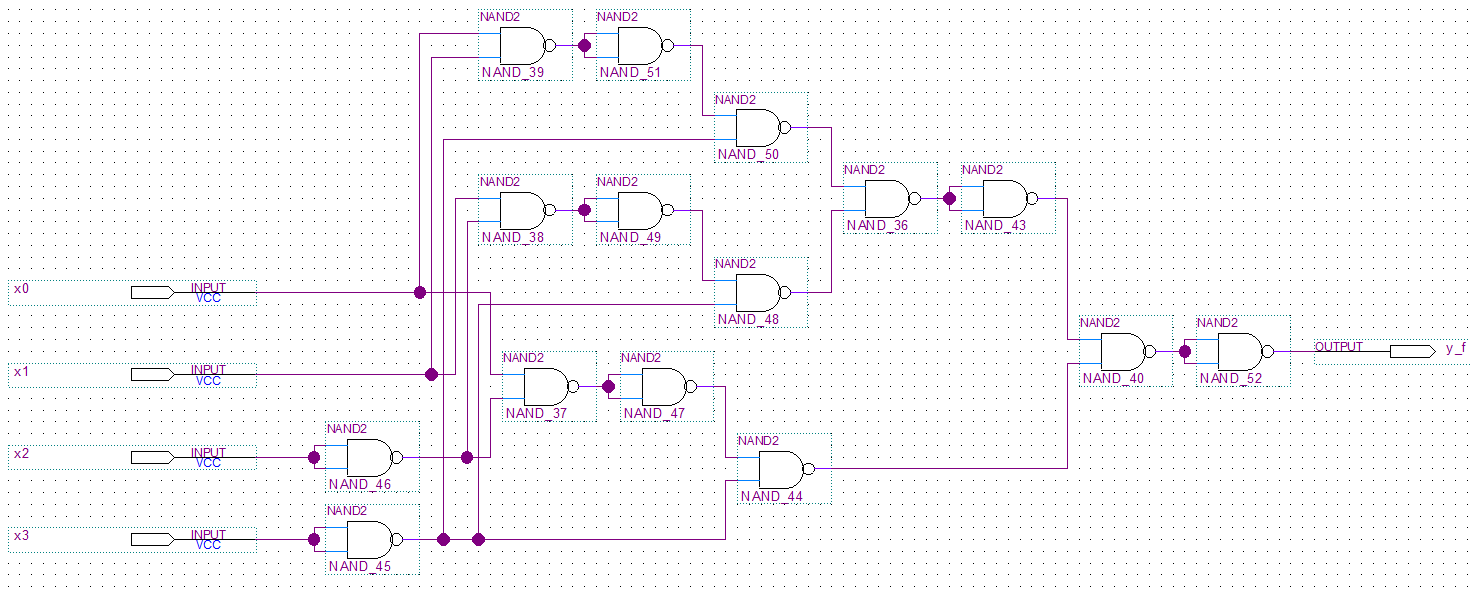 NAND2
NAND2
NAND_39
NAND_51
NAND2
NAND_50
NAND2
NAND2
NAND2
NAND2
NAND_38
NAND_49
NAND_36
NAND_43
NAND2
x0
INPUT
VCC
NAND_48
NAND2
NAND2
OUTPUT
y_f
NAND2
NAND2
x1
INPUT
VCC
NAND_40
NAND_52
NAND_37
NAND_47
NAND2
NAND2
x2
INPUT
VCC
NAND_46
NAND_44
NAND2
x3
INPUT
VCC
NAND_45